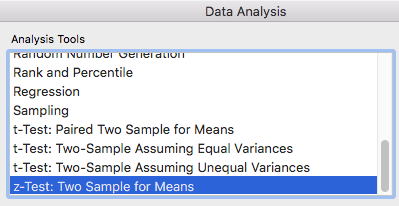 Data Analysis
Analysis Tools
Random Number Generation
Rank and Percentile
Regression
Sampling
t-Test: Paired Two Sample for Means
t-Test: Two-Sample Assuming Equal Variances
t-Test: Two-Sample Assuming Unequal Variances
z-Test: Two Sample for Means